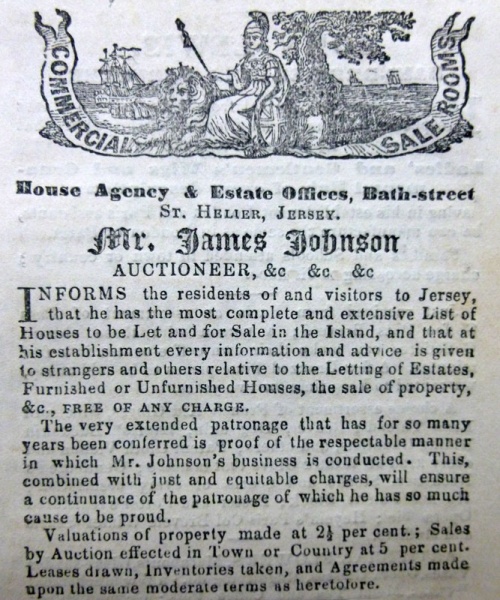 COMMERCIAL SALE ROOMS
House Agency & Estate Offices, Bath-street
ST. HELIER, JERSEY.
Mr. James Johnson
AUCTIONEER, &c &c &c
INFORMS the residents of and visitors to Jersey,
that he has the most complete and extensive List of
Houses to be Let and for Sale in the Island, and that at
his establishment every information and advice is given
to strangers and others relative to the Letting of Estates,
Furnished or Unfurnished Houses, the sale of property,
&c., FREE OF ANY CHARGE.
The very extended patronage that has for so many
years been conferred is proof of the respectable manner
in which Mr. Johnson's business is conducted. This,
combined with just and equitable charges, will ensure
a continuance of the patronage of which he has so much
cause to be proud.
Valuations of property made at 2½ per cent.; Sales
by Auction effected in Town or Country at 5 per cent.
Leases drawn, Inventories taken, and Agreements made
upon the same moderate terms as heretofore.